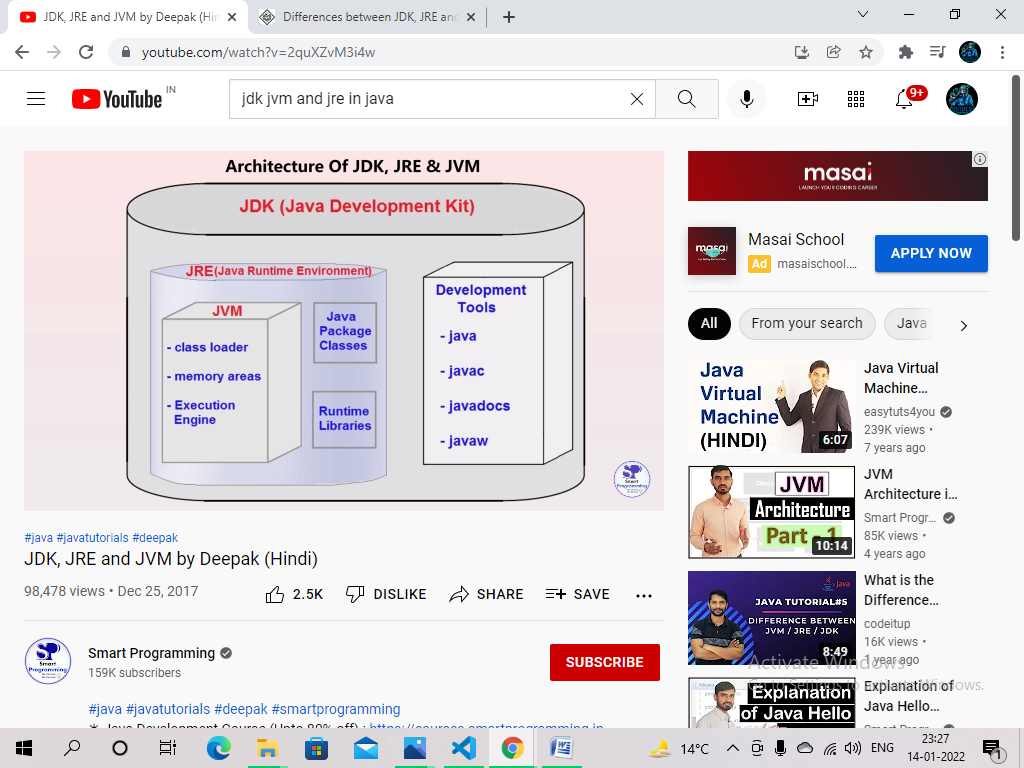 JDK, JRE and JVM by Deepak (Hin
Differences between JDK, JRE and
youtube.com/watch?v=2quXZvM3i4w
YouTube IN
jdk jvm and jre in java
9+
Architecture Of JDK, JRE & JVM
JDK (Java Development Kit)
JRE(Java Runtime Environment)
JVM
- class loader
- memory areas
- Execution
Engine
Java
Package
Classes
Runtime
Libraries
Development
Tools
- java
- javac
- javadocs
- javaw
Smart
Programming
#java #javatutorials #deepak
JDK, JRE and JVM by Deepak (Hindi)
98,478 views • Dec 25, 2017
2.5K
DISLIKE
SHARE
SAVE
Smart Programming
159K subscribers
SUBSCRIBE
#java #javatutorials #deepak #smartprogramming
masai
LAUNCH YOUR CODING CAREER
masai
Masai School
Ad masaischool....
APPLY NOW
All
From your search
Java
Java
Virtual
Machine
(HINDI)
6:07
Java Virtual
Machine...
easytuts4you
239K views •
7 years ago
JVM
Architecture
Part - 1
10:14
JVM
Architecture i...
Smart Progr...
85K views •
4 years ago
Java
JAVA TUTORIAL#5
DIFFERENCE BETWEEN
JVM / JRE / JDK
8:49
What is the
Difference...
codeitup
16K views •
1 year ago
Explanation
of Java Hello
Explanation of
Java Hello...
Activate Windows
Go to Settings to activate Windows.
14°C
ENG
23:27
14-01-2022
1